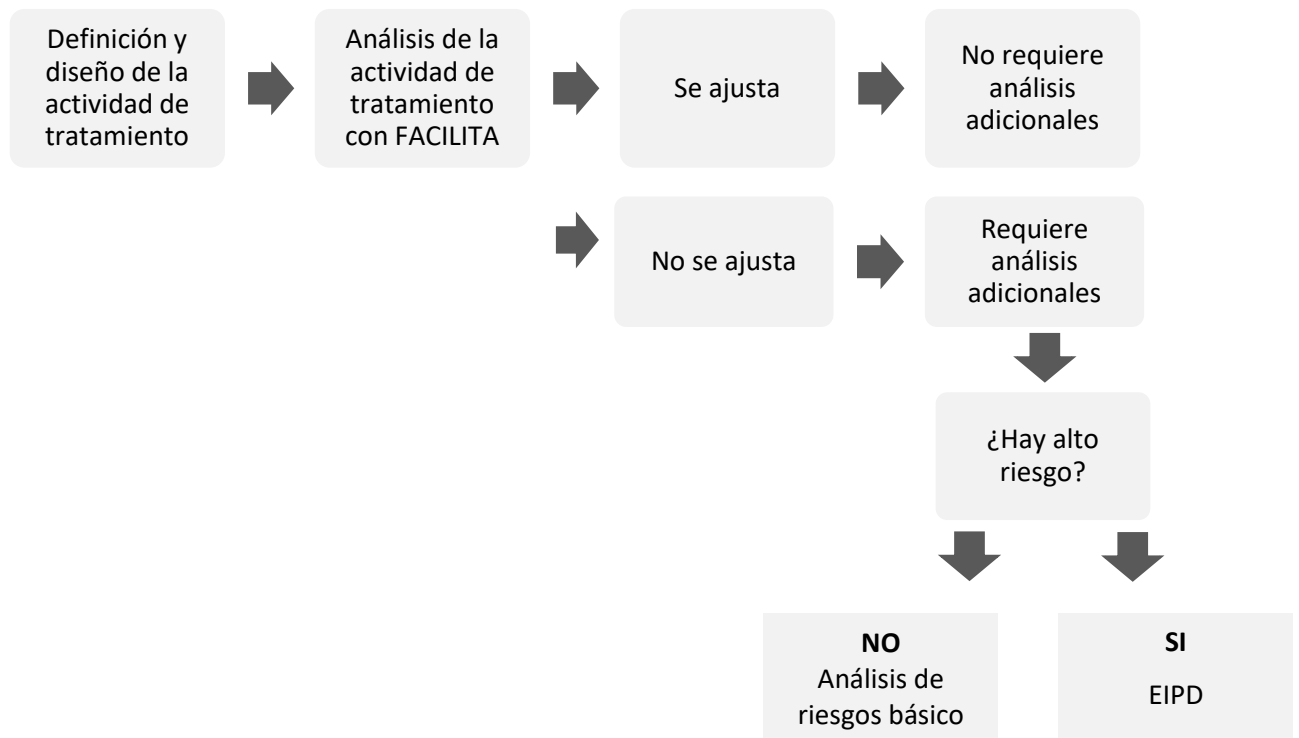 Definición y
diseño de la
actividad de
tratamiento
Análisis de la
actividad de
tratamiento
con FACILITA
Se ajusta
No requiere
análisis
adicionales
No se ajusta
Requiere
análisis
adicionales
¿Hay alto
riesgo?
NO
Análisis de
riesgos básico
SI
EIPD